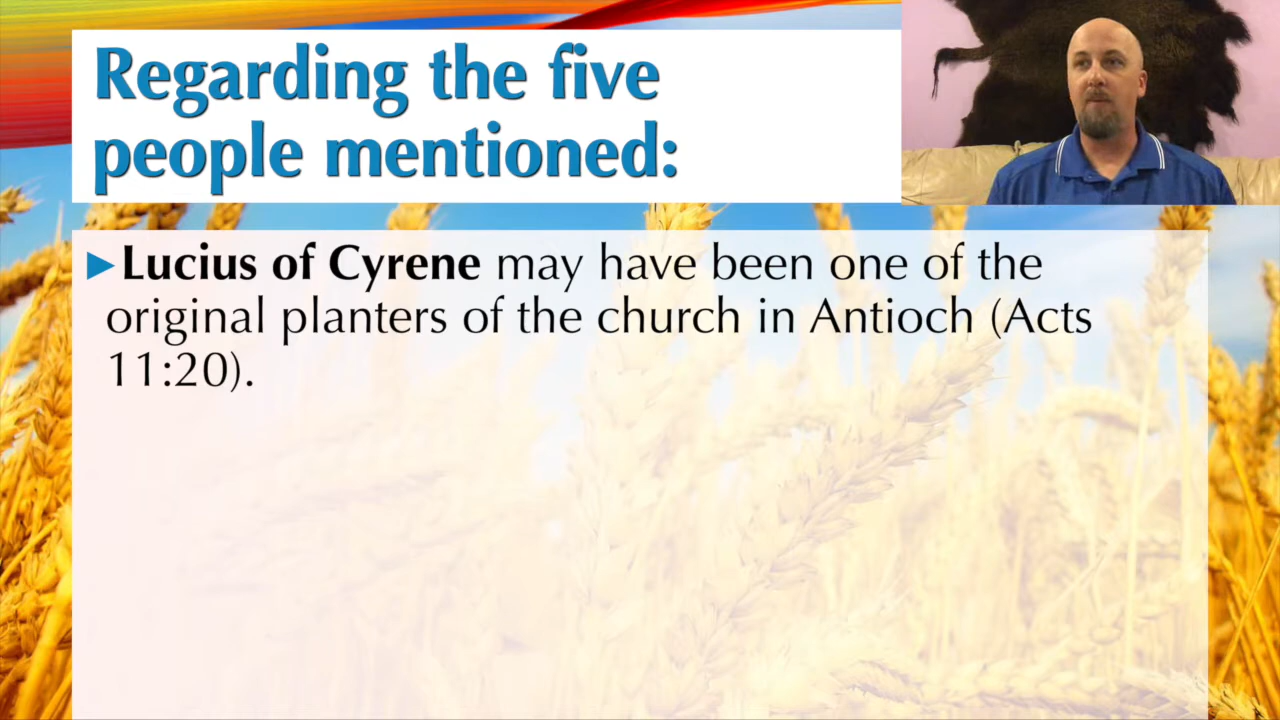 Regarding the five
people mentioned:
►Lucius of Cyrene may have been one of the
original planters of the church in Antioch (Acts
11:20).